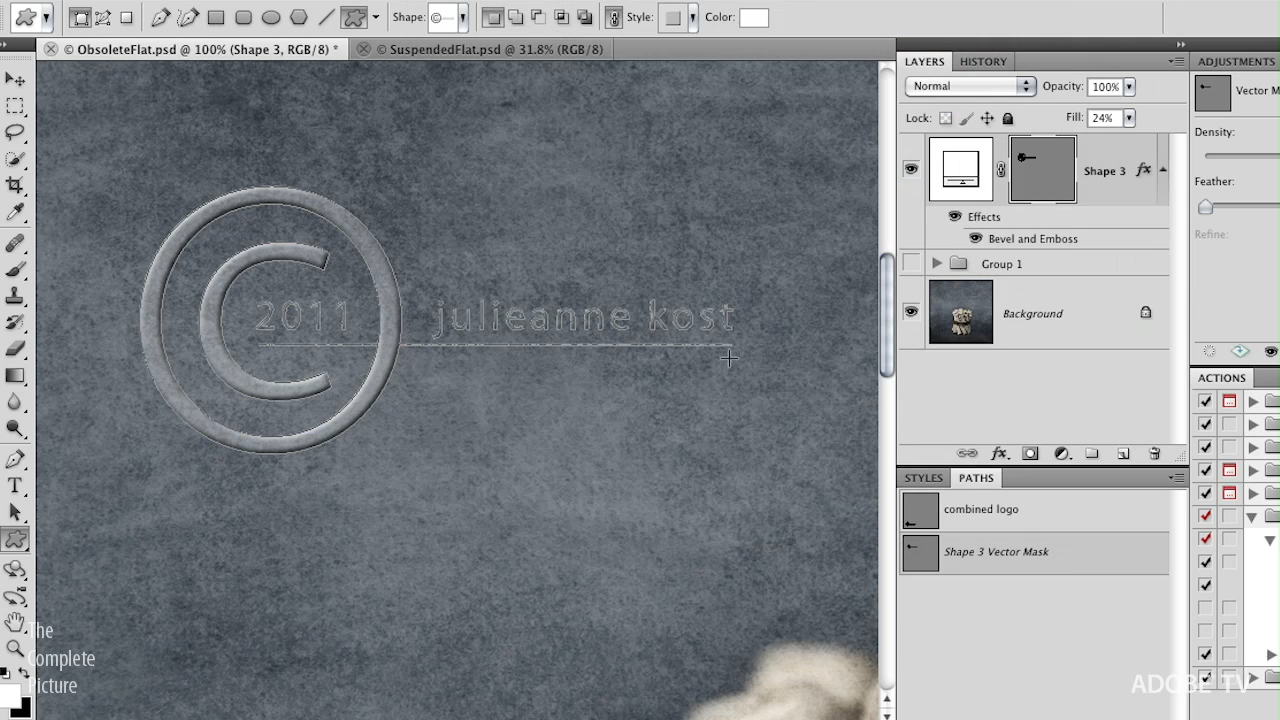 Shape:
Style:
Color:
© ObsoleteFlat.psd @ 100% (Shape 3, RGB/8) *
© SuspendedFlat.psd @ 31.8% (RGB/8)
LAYERS
HISTORY
ADJUSTMENTS
Normal
Opacity: 100%
Vector M
Lock:
Fill: 24%
Density:
Shape 3
fx
Feather:
Effects
Refine:
Bevel and Emboss
Group 1
© 2011 julieanne kost
Background
ACTIONS
fx.
STYLES
PATHS
combined logo
Shape 3 Vector Mask
T
The
Complete
Picture
ADOBE TV